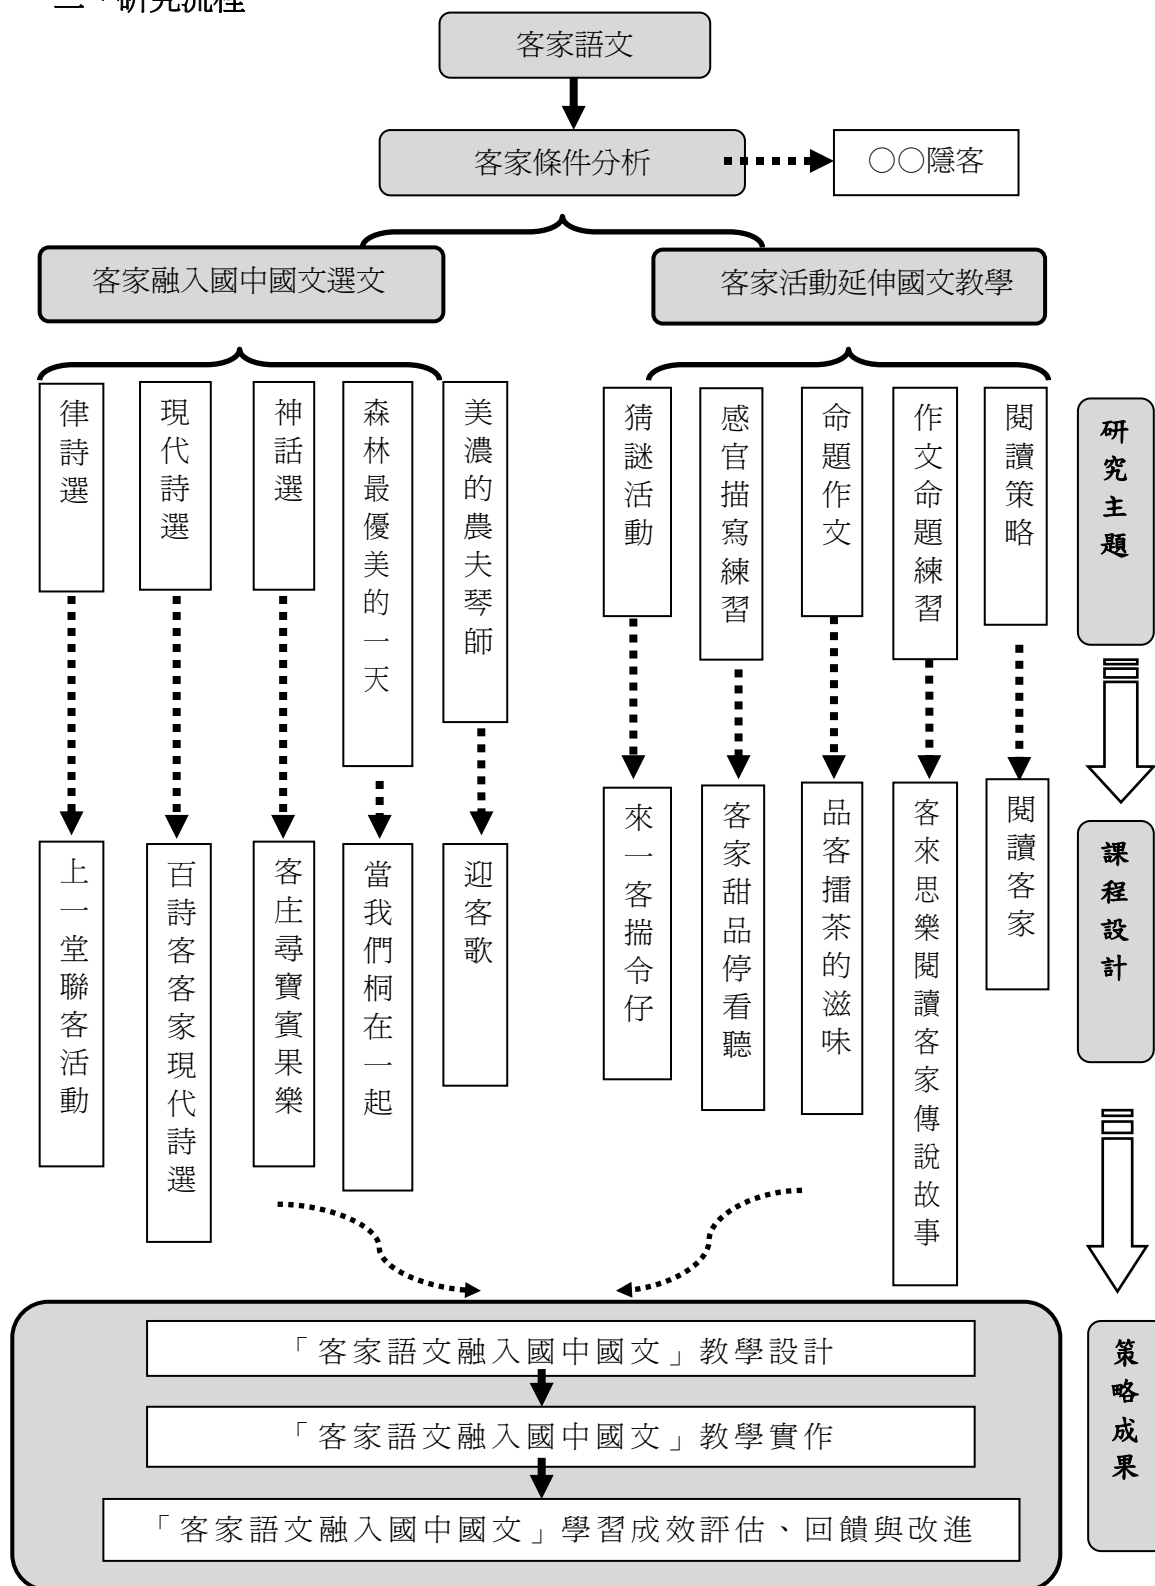 二、研究流程
客家語文
客家條件分析
○○隱客
客家融入國中國文選文
客家活動延伸國文教學
律詩選
現代詩選
神話選
森林最優美的一天
美濃的農夫琴師
猜謎活動
感官描寫練習
命題作文
作文命題練習
閱讀策略
研究主題
上一堂聯客活動
百詩客客家現代詩選
客庄尋寶賓果樂
當我們桐在一起
迎客歌
來一客揣令仔
客家甜品停看聽
品客擂茶的滋味
客來思樂閱讀客家傳說故事
閱讀客家
課程設計
「客家語文融入國中國文」教學設計
「客家語文融入國中國文」教學實作
「客家語文融入國中國文」學習成效評估、回饋與改進
策略成果